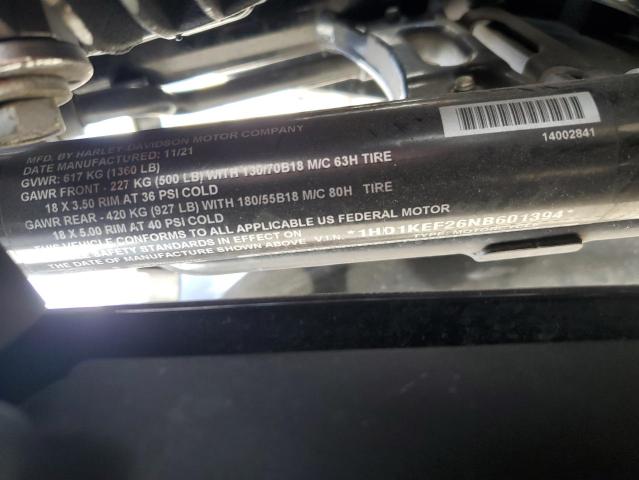 MFD. BY HARLEY-DAVIDSON MOTOR COMPANY
DATE MANUFACTURED: 11/21
GVWR: 617 KG (1360 LB)
GAWR FRONT - 227 KG (500 LB) WITH 130/70B18 M/C 63H TIRE
18 X 3.50 RIM AT 36 PSI COLD
GAWR REAR - 420 KG (927 LB) WITH 180/55B18 M/C 80H TIRE
18 X 5.00 RIM AT 40 PSI COLD
THIS VEHICLE CONFORMS TO ALL APPLICABLE US FEDERAL MOTOR
SAFETY STANDARDS IN EFFECT ON
THE DATE OF MANUFACTURE SHOWN ABOVE V.I.N. *1HD1KEF26NB601394*
TYPE: MOTORCYCLE
14002841